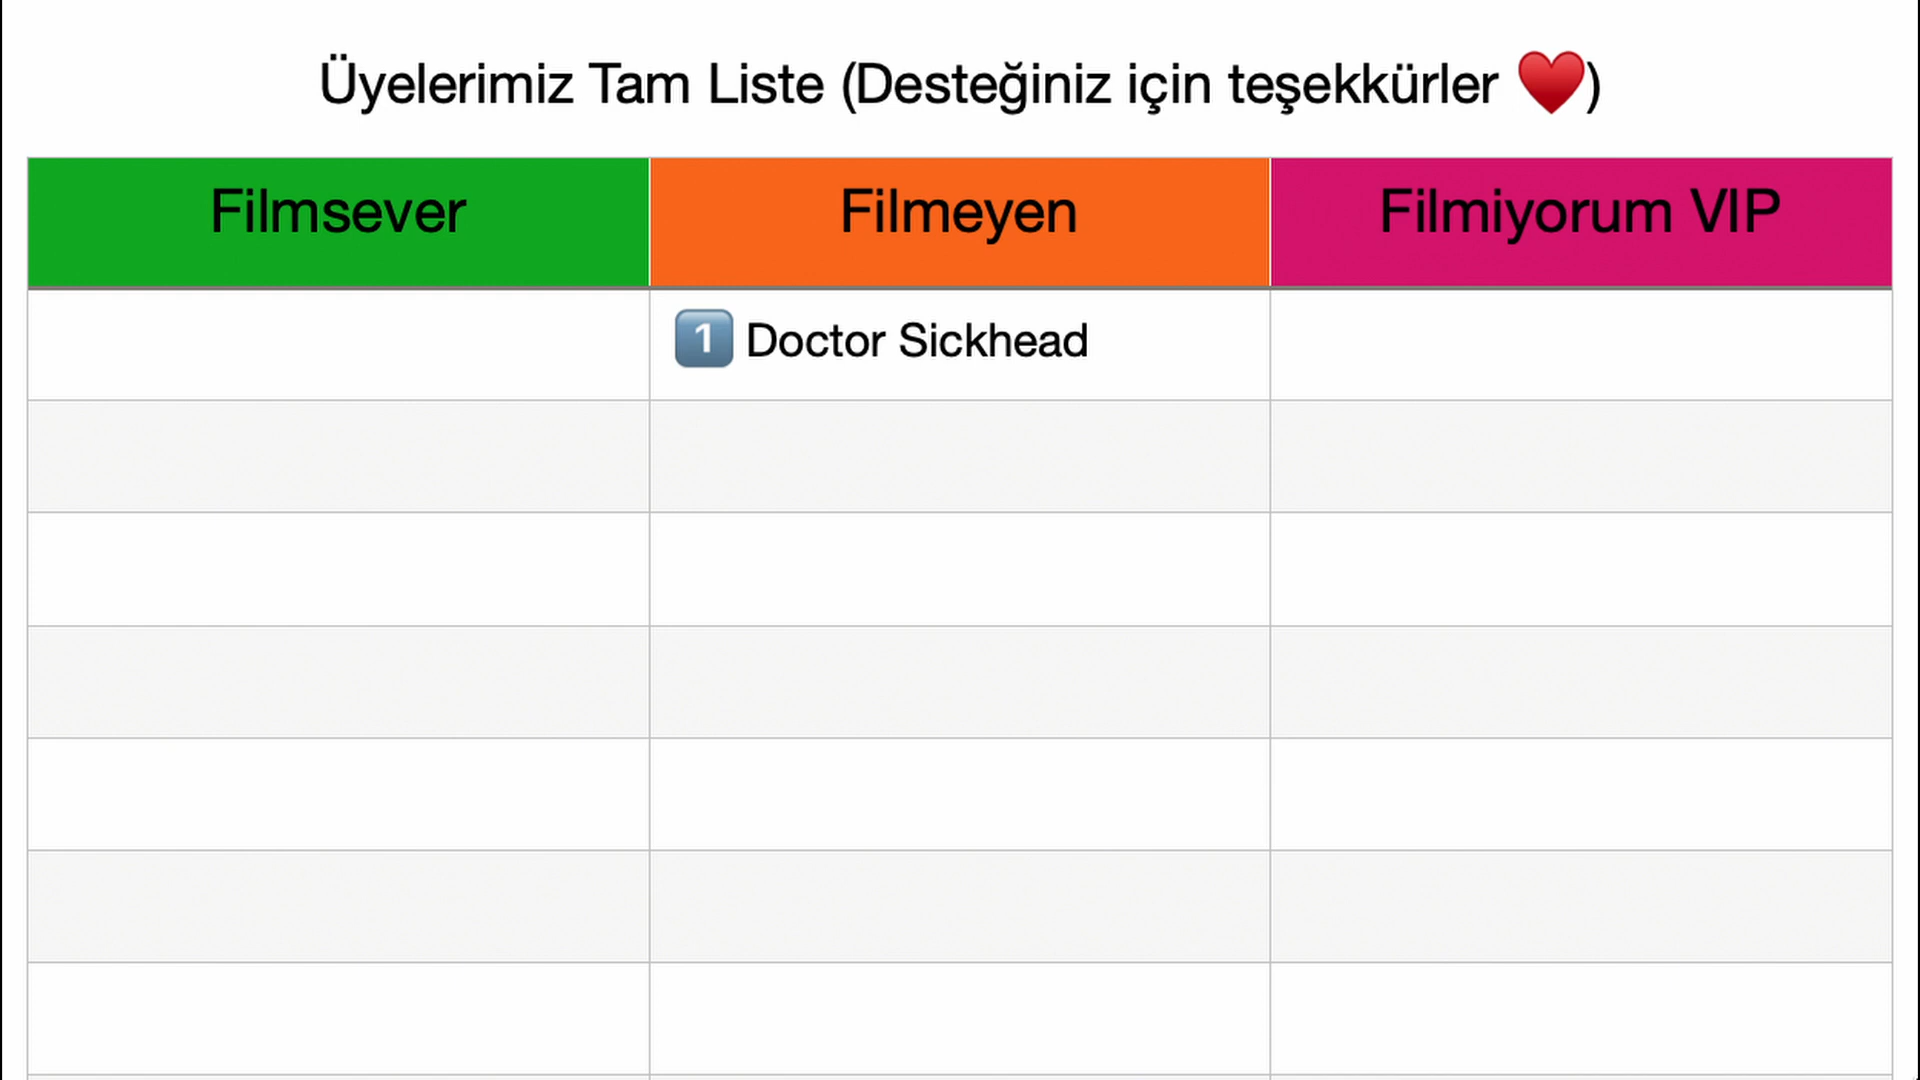 Üyelerimiz Tam Liste (Desteğiniz için teşekkürler ❤️)
Filmsever Filmeyen Filmiyorum VIP
1️⃣ Doctor Sickhead